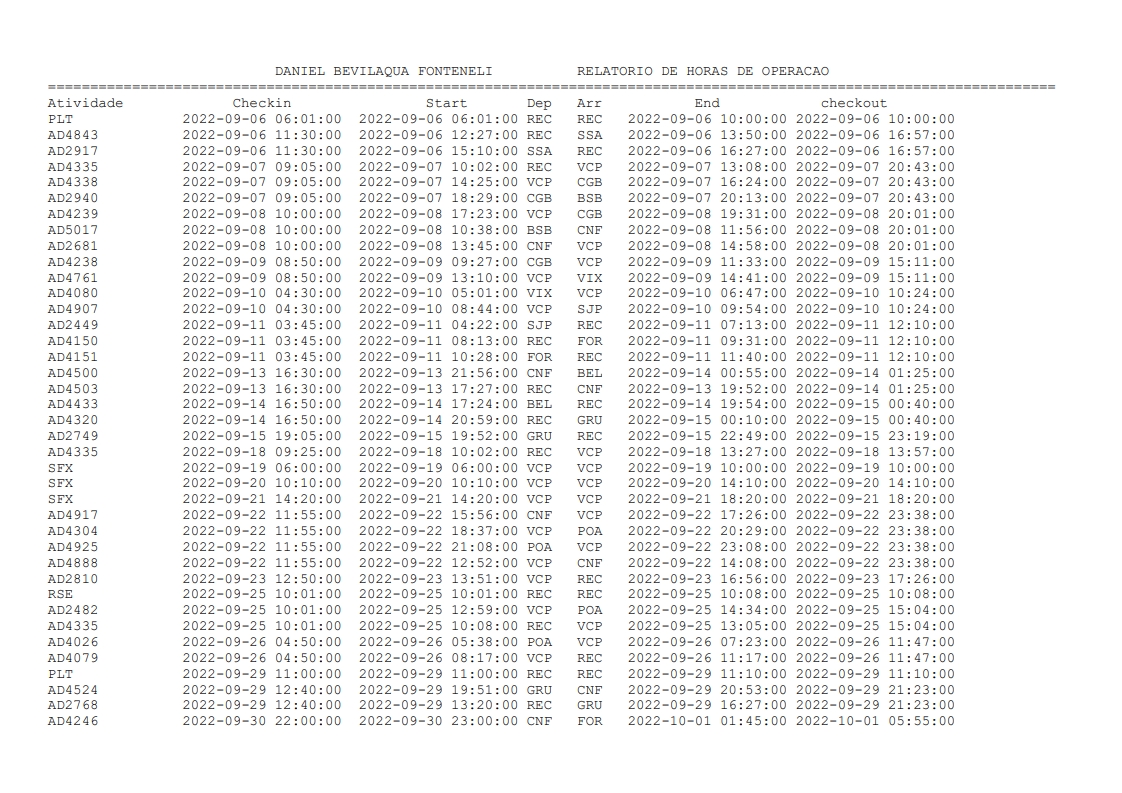 DANIEL BEVILAQUA FONTENELI RELATORIO DE HORAS DE OPERACAO
========================================================================================================================
Atividade Checkin Start Dep Arr End checkout
PLT 2022-09-06 06:01:00 2022-09-06 06:01:00 REC REC 2022-09-06 10:00:00 2022-09-06 10:00:00
AD4843 2022-09-06 11:30:00 2022-09-06 12:27:00 REC SSA 2022-09-06 13:50:00 2022-09-06 16:57:00
AD2917 2022-09-06 11:30:00 2022-09-06 15:10:00 SSA REC 2022-09-06 16:27:00 2022-09-06 16:57:00
AD4335 2022-09-07 09:05:00 2022-09-07 10:02:00 REC VCP 2022-09-07 13:08:00 2022-09-07 20:43:00
AD4338 2022-09-07 09:05:00 2022-09-07 14:25:00 VCP CGB 2022-09-07 16:24:00 2022-09-07 20:43:00
AD2940 2022-09-07 09:05:00 2022-09-07 18:29:00 CGB BSB 2022-09-07 20:13:00 2022-09-07 20:43:00
AD4239 2022-09-08 10:00:00 2022-09-08 17:23:00 VCP CGB 2022-09-08 19:31:00 2022-09-08 20:01:00
AD5017 2022-09-08 10:00:00 2022-09-08 10:38:00 BSB CNF 2022-09-08 11:56:00 2022-09-08 20:01:00
AD2681 2022-09-08 10:00:00 2022-09-08 13:45:00 CNF VCP 2022-09-08 14:58:00 2022-09-08 20:01:00
AD4238 2022-09-09 08:50:00 2022-09-09 09:27:00 CGB VCP 2022-09-09 11:33:00 2022-09-09 15:11:00
AD4761 2022-09-09 08:50:00 2022-09-09 13:10:00 VCP VIX 2022-09-09 14:41:00 2022-09-09 15:11:00
AD4080 2022-09-10 04:30:00 2022-09-10 05:01:00 VIX VCP 2022-09-10 06:47:00 2022-09-10 10:24:00
AD4907 2022-09-10 04:30:00 2022-09-10 08:44:00 VCP SJP 2022-09-10 09:54:00 2022-09-10 10:24:00
AD2449 2022-09-11 03:45:00 2022-09-11 04:22:00 SJP REC 2022-09-11 07:13:00 2022-09-11 12:10:00
AD4150 2022-09-11 03:45:00 2022-09-11 08:13:00 REC FOR 2022-09-11 09:31:00 2022-09-11 12:10:00
AD4151 2022-09-11 03:45:00 2022-09-11 10:28:00 FOR REC 2022-09-11 11:40:00 2022-09-11 12:10:00
AD4500 2022-09-13 16:30:00 2022-09-13 21:56:00 CNF BEL 2022-09-14 00:55:00 2022-09-14 01:25:00
AD4503 2022-09-13 16:30:00 2022-09-13 17:27:00 REC CNF 2022-09-13 19:52:00 2022-09-14 01:25:00
AD4433 2022-09-14 16:50:00 2022-09-14 17:24:00 BEL REC 2022-09-14 19:54:00 2022-09-15 00:40:00
AD4320 2022-09-14 16:50:00 2022-09-14 20:59:00 REC GRU 2022-09-15 00:10:00 2022-09-15 00:40:00
AD2749 2022-09-15 19:05:00 2022-09-15 19:52:00 GRU REC 2022-09-15 22:49:00 2022-09-15 23:19:00
AD4335 2022-09-18 09:25:00 2022-09-18 10:02:00 REC VCP 2022-09-18 13:27:00 2022-09-18 13:57:00
SFX 2022-09-19 06:00:00 2022-09-19 06:00:00 VCP VCP 2022-09-19 10:00:00 2022-09-19 10:00:00
SFX 2022-09-20 10:10:00 2022-09-20 10:10:00 VCP VCP 2022-09-20 14:10:00 2022-09-20 14:10:00
SFX 2022-09-21 14:20:00 2022-09-21 14:20:00 VCP VCP 2022-09-21 18:20:00 2022-09-21 18:20:00
AD4917 2022-09-22 11:55:00 2022-09-22 15:56:00 CNF VCP 2022-09-22 17:26:00 2022-09-22 23:38:00
AD4304 2022-09-22 11:55:00 2022-09-22 18:37:00 VCP POA 2022-09-22 20:29:00 2022-09-22 23:38:00
AD4925 2022-09-22 11:55:00 2022-09-22 21:08:00 POA VCP 2022-09-22 23:08:00 2022-09-22 23:38:00
AD4888 2022-09-22 11:55:00 2022-09-22 12:52:00 VCP CNF 2022-09-22 14:08:00 2022-09-22 23:38:00
AD2810 2022-09-23 12:50:00 2022-09-23 13:51:00 VCP REC 2022-09-23 16:56:00 2022-09-23 17:26:00
RSE 2022-09-25 10:01:00 2022-09-25 10:01:00 REC REC 2022-09-25 10:08:00 2022-09-25 10:08:00
AD2482 2022-09-25 10:01:00 2022-09-25 12:59:00 VCP POA 2022-09-25 14:34:00 2022-09-25 15:04:00
AD4335 2022-09-25 10:01:00 2022-09-25 10:08:00 REC VCP 2022-09-25 13:05:00 2022-09-25 15:04:00
AD4026 2022-09-26 04:50:00 2022-09-26 05:38:00 POA VCP 2022-09-26 07:23:00 2022-09-26 11:47:00
AD4079 2022-09-26 04:50:00 2022-09-26 08:17:00 VCP REC 2022-09-26 11:17:00 2022-09-26 11:47:00
PLT 2022-09-29 11:00:00 2022-09-29 11:00:00 REC REC 2022-09-29 11:10:00 2022-09-29 11:10:00
AD4524 2022-09-29 12:40:00 2022-09-29 19:51:00 GRU CNF 2022-09-29 20:53:00 2022-09-29 21:23:00
AD2768 2022-09-29 12:40:00 2022-09-29 13:20:00 REC GRU 2022-09-29 16:27:00 2022-09-29 21:23:00
AD4246 2022-09-30 22:00:00 2022-09-30 23:00:00 CNF FOR 2022-10-01 01:45:00 2022-10-01 05:55:00